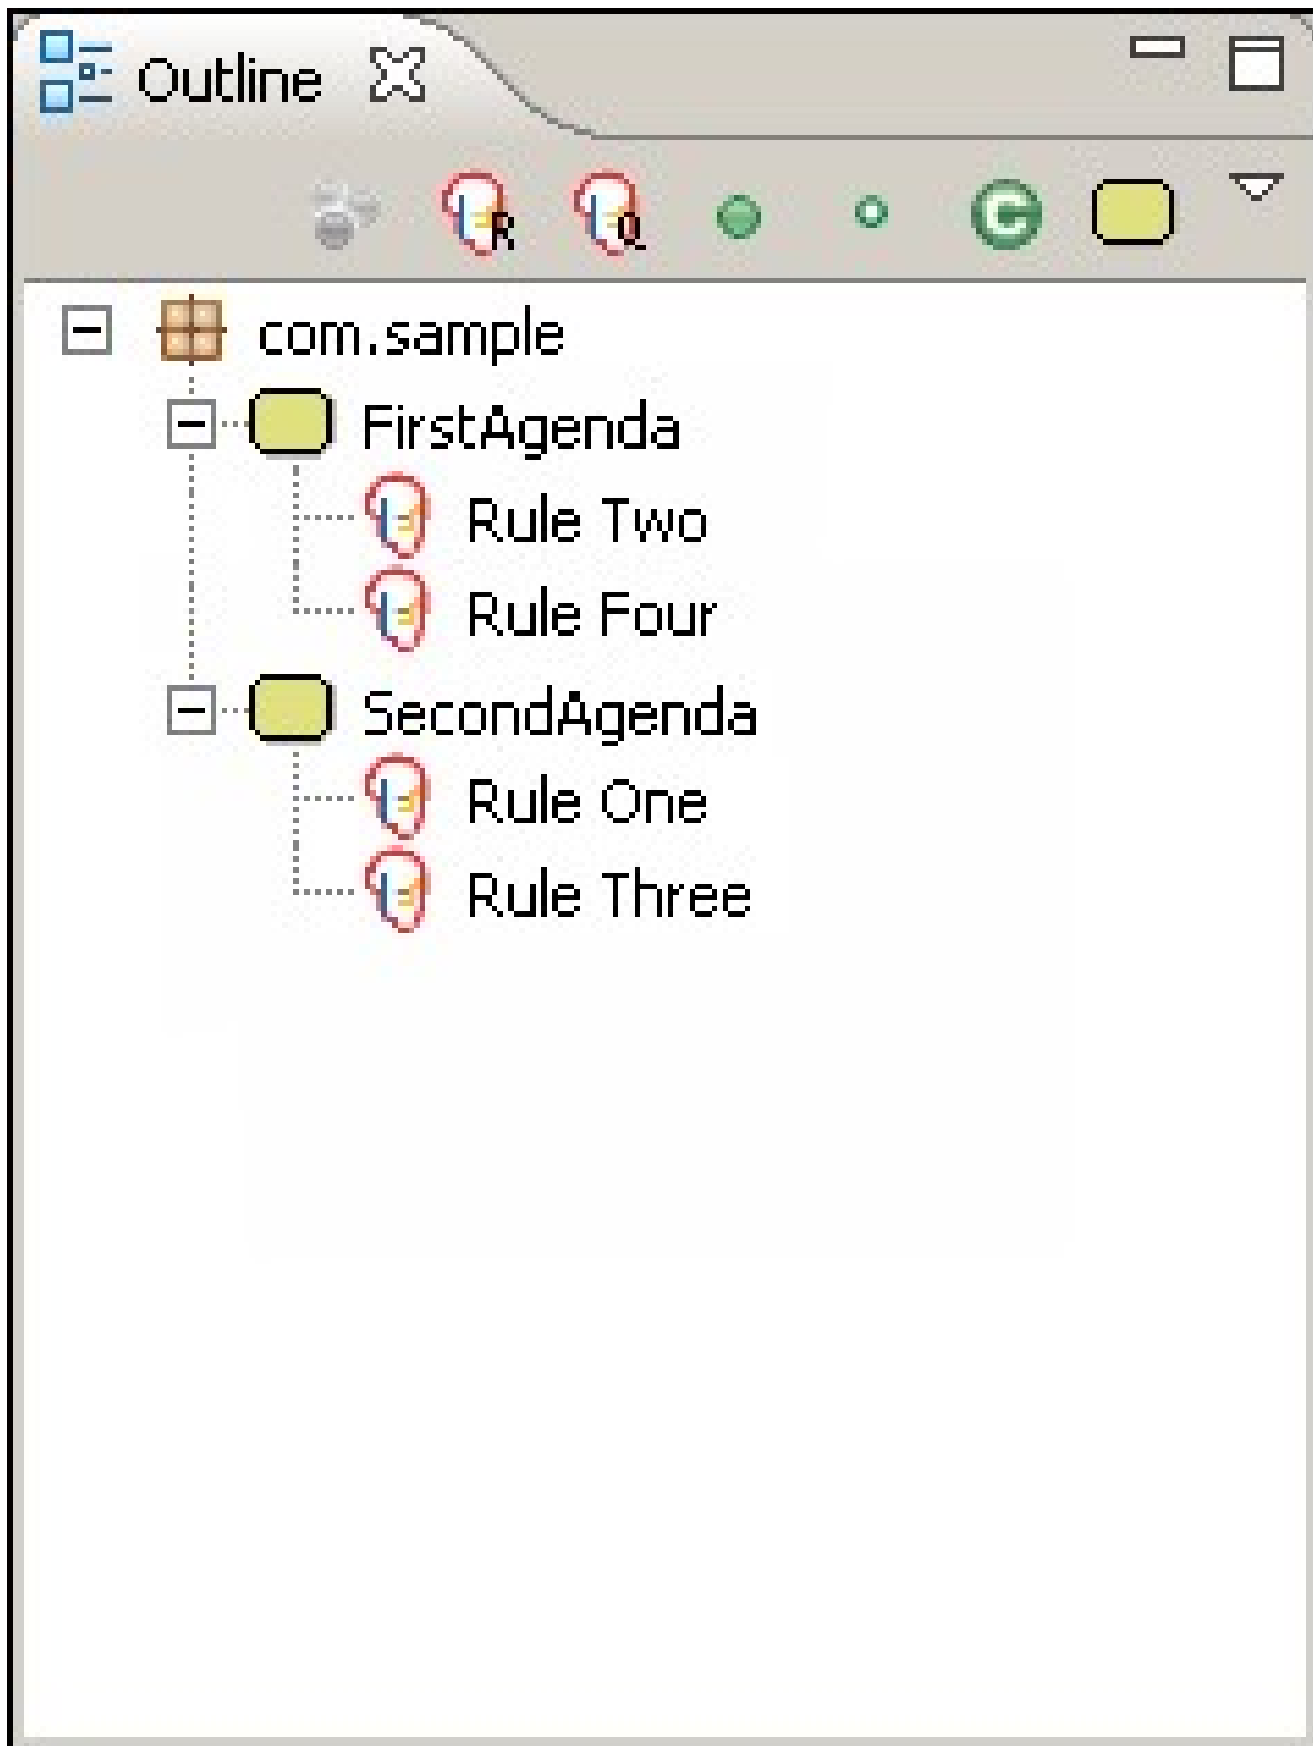 Outline
R Q C
com.sample
FirstAgenda
Rule Two
Rule Four
SecondAgenda
Rule One
Rule Three